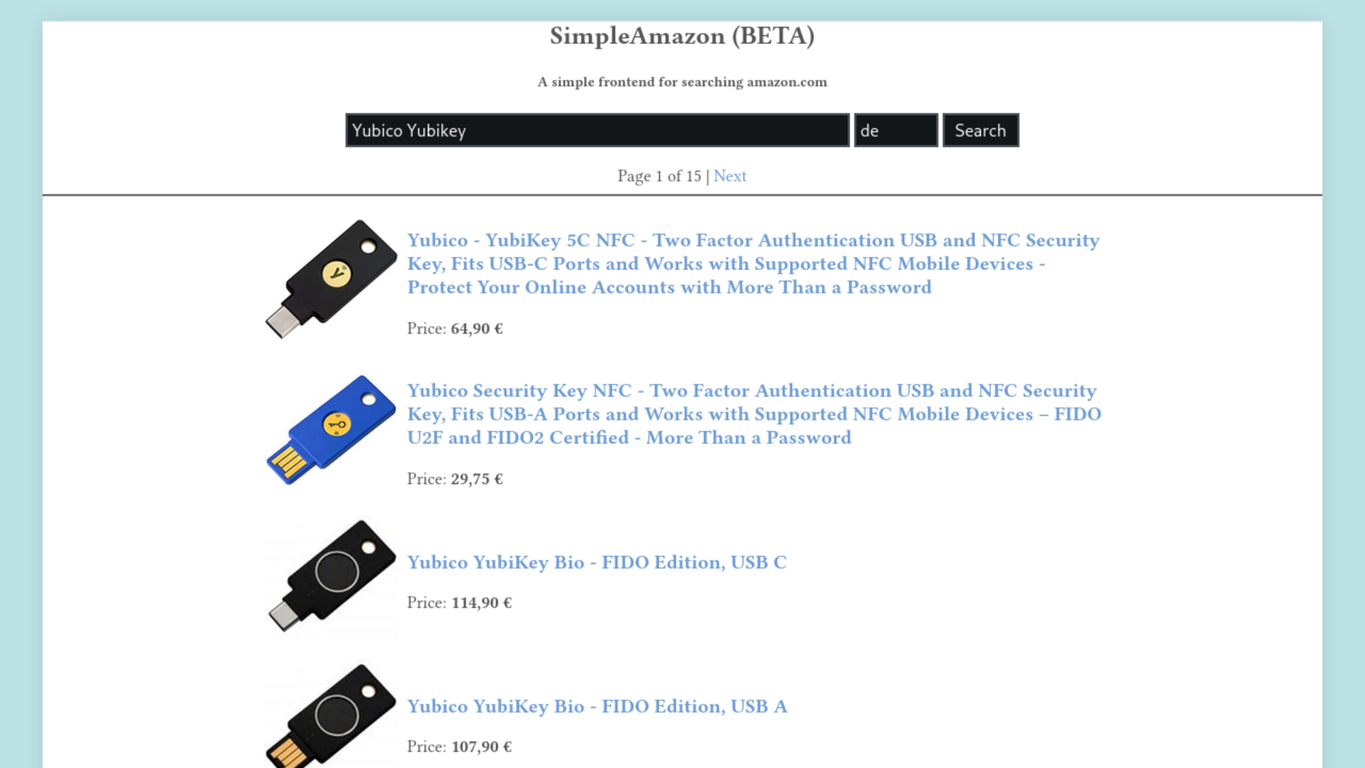 SimpleAmazon (BETA)
A simple frontend for searching amazon.com
Yubico Yubikey
de
Search
Page 1 of 15 | Next
Yubico - YubiKey 5C NFC - Two Factor Authentication USB and NFC Security
Key, Fits USB-C Ports and Works with Supported NFC Mobile Devices -
Protect Your Online Accounts with More Than a Password
Price: 64,90 €
Yubico Security Key NFC - Two Factor Authentication USB and NFC Security
Key, Fits USB-A Ports and Works with Supported NFC Mobile Devices – FIDO
U2F and FIDO2 Certified - More Than a Password
Price: 29,75 €
Yubico YubiKey Bio - FIDO Edition, USB C
Price: 114,90 €
Yubico YubiKey Bio - FIDO Edition, USB A
Price: 107,90 €